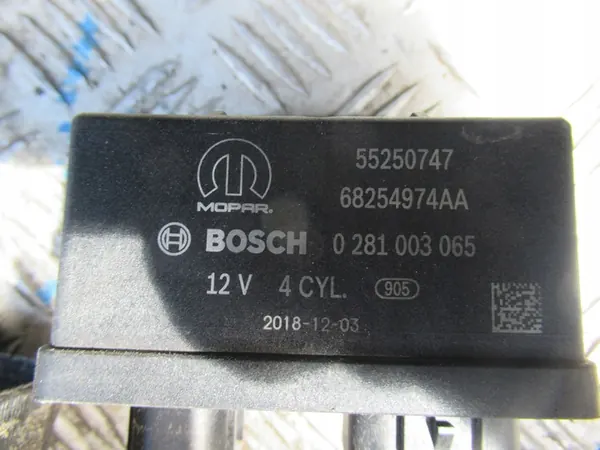 55250747
MOPAR.
68254974AA
BOSCH 0 281 003 065
12 V 4 CYL. 905
2018-12-03